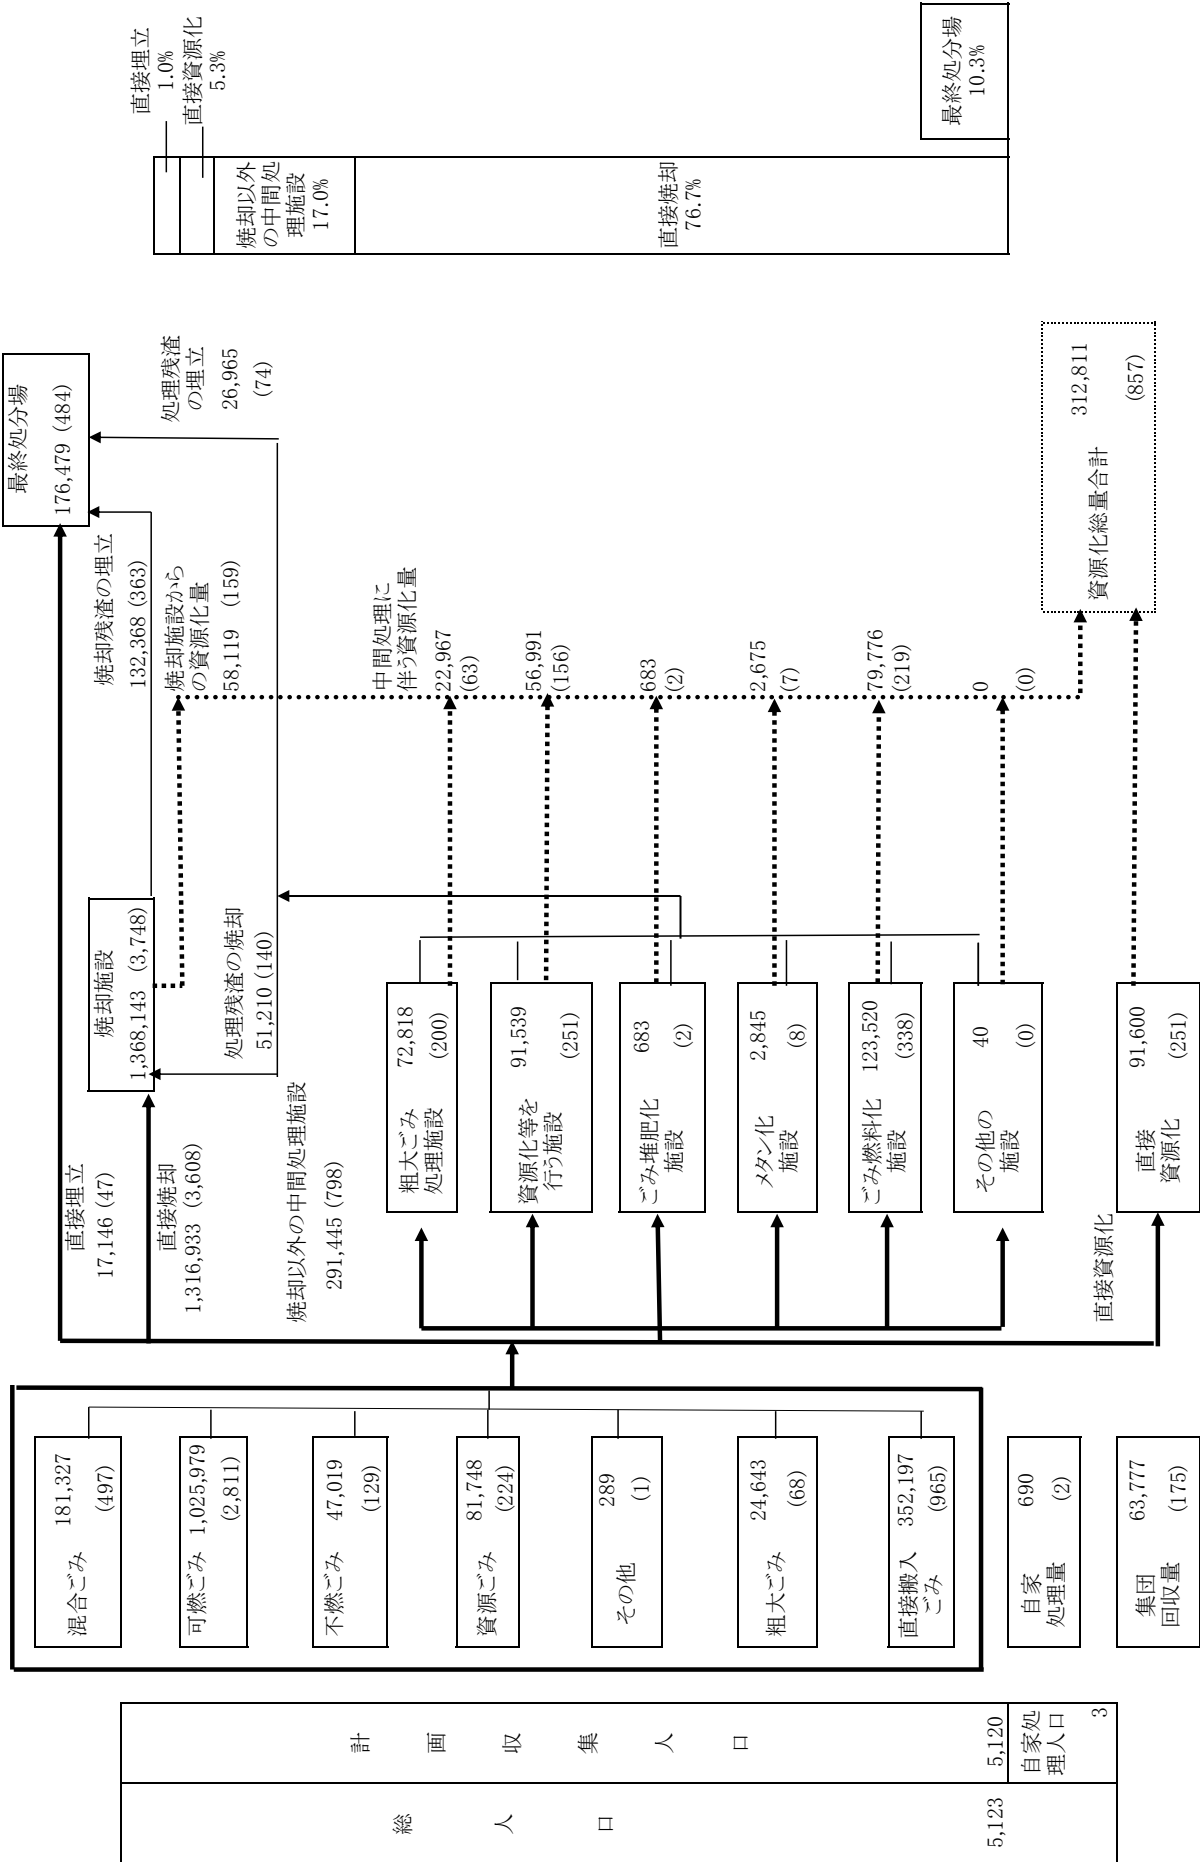 総人口
5,123
計画収集人口
5,120
自家処
理人口
3
混合ごみ 181,327
(497)
可燃ごみ 1,025,979
(2,811)
不燃ごみ 47,019
(129)
資源ごみ 81,748
(224)
その他 289
(1)
粗大ごみ 24,643
(68)
直接搬入 352,197
ごみ (965)
自家 690
処理量 (2)
集団 63,777
回収量 (175)
直接埋立
17,146 (47)
直接焼却
1,316,933 (3,608)
焼却以外の中間処理施設
291,445 (798)
直接資源化
焼却施設
1,368,143 (3,748)
処理残渣の焼却
51,210 (140)
粗大ごみ 72,818
処理施設 (200)
資源化等を 91,539
行う施設 (251)
ごみ堆肥化 683
施設 (2)
メタン化 2,845
施設 (8)
ごみ燃料化 123,520
施設 (338)
その他の 40
施設 (0)
直接 91,600
資源化 (251)
焼却残渣の埋立
132,368 (363)
焼却施設から
の資源化量
58,119 (159)
中間処理に
伴う資源化量
22,967
(63)
56,991
(156)
683
(2)
2,675
(7)
79,776
(219)
0
(0)
最終処分場
176,479 (484)
処理残渣
の埋立
26,965
(74)
資源化総量合計
312,811
(857)
直接埋立
1.0%
直接資源化
5.3%
焼却以外
の中間処
理施設
17.0%
直接焼却
76.7%
最終処分場
10.3%